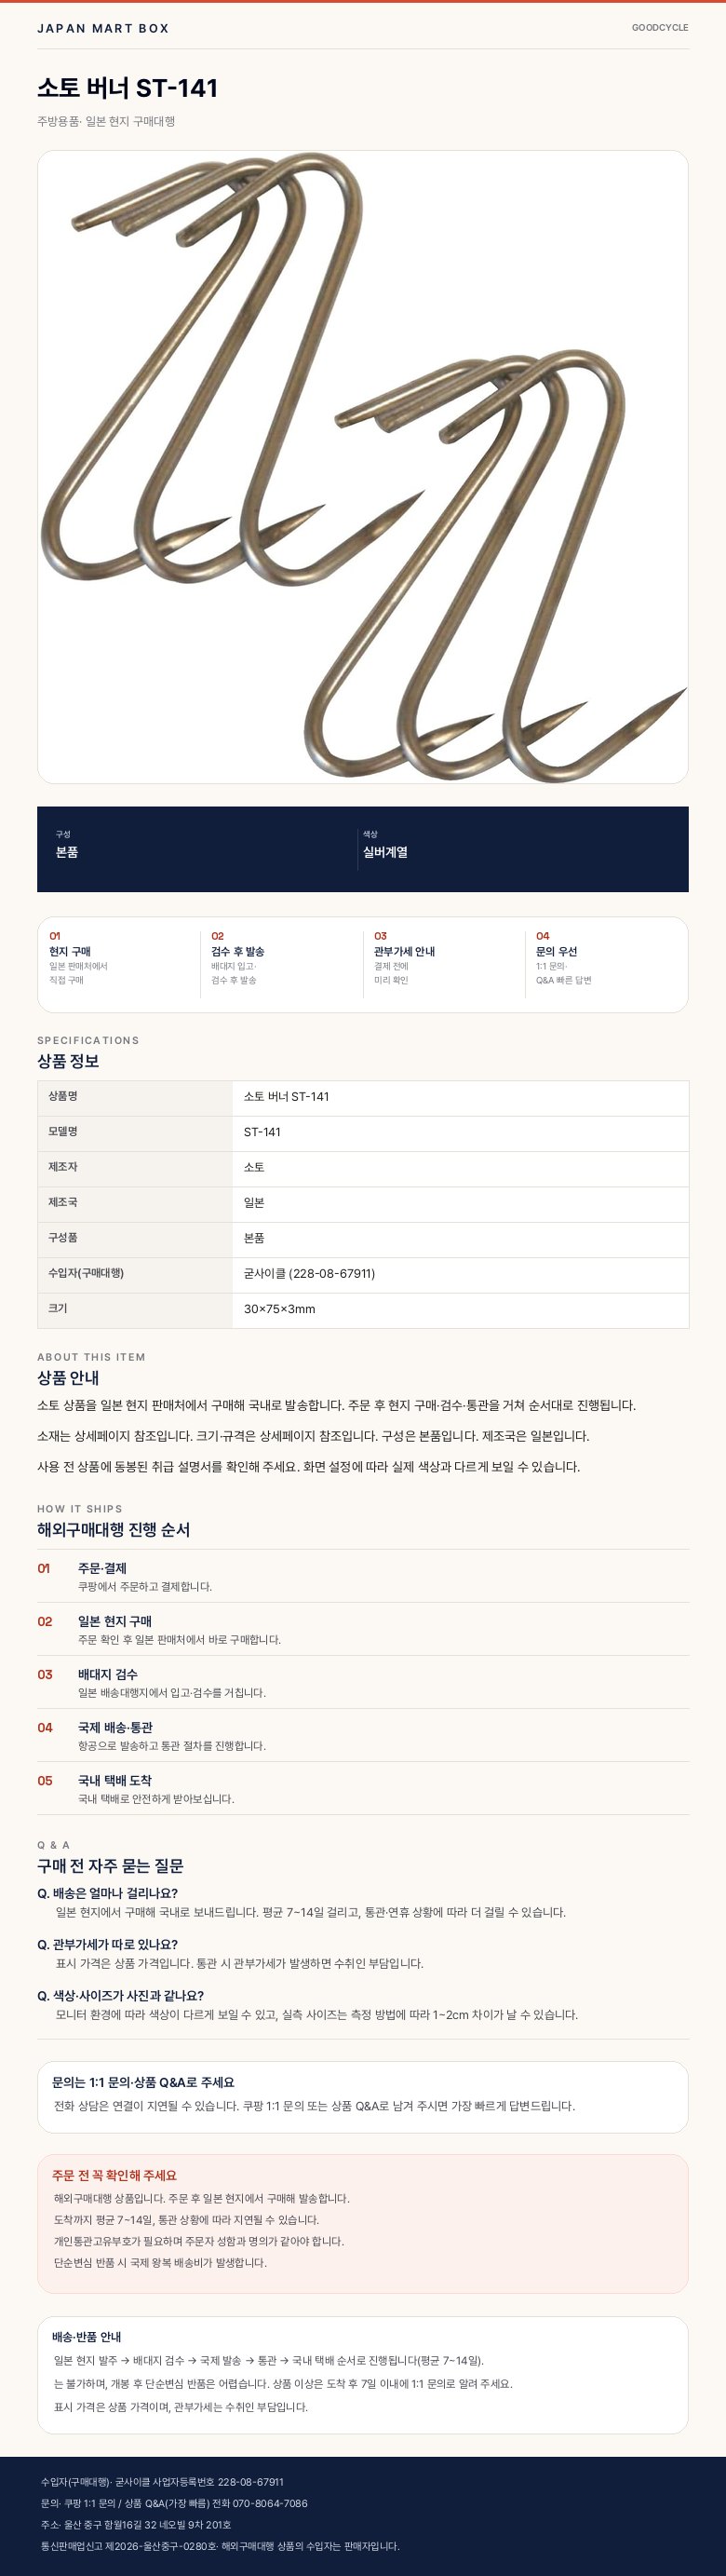 JAPAN MART BOX
GOODCYCLE
소토 버너 ST-141
주방용품· 일본 현지 구매대행
구성
본품
색상
실버계열
01
현지 구매
일본 판매처에서
직접 구매
02
검수 후 발송
배대지 입고·
검수 후 발송
03
관부가세 안내
결제 전에
미리 확인
04
문의 우선
1:1 문의·
Q&A 빠른 답변
SPECIFICATIONS
상품 정보
상품명
소토 버너 ST-141
모델명
ST-141
제조자
소토
제조국
일본
구성품
본품
수입자(구매대행)
굳사이클 (228-08-67911)
크기
30×75×3mm
ABOUT THIS ITEM
상품 안내
소토 상품을 일본 현지 판매처에서 구매해 국내로 발송합니다. 주문 후 현지 구매·검수·통관을 거쳐 순서대로 진행됩니다.
소재는 상세페이지 참조입니다. 크기·규격은 상세페이지 참조입니다. 구성은 본품입니다. 제조국은 일본입니다.
사용 전 상품에 동봉된 취급 설명서를 확인해 주세요. 화면 설정에 따라 실제 색상과 다르게 보일 수 있습니다.
HOW IT SHIPS
해외구매대행 진행 순서
01
주문·결제
쿠팡에서 주문하고 결제합니다.
02
일본 현지 구매
주문 확인 후 일본 판매처에서 바로 구매합니다.
03
배대지 검수
일본 배송대행지에서 입고·검수를 거칩니다.
04
국제 배송·통관
항공으로 발송하고 통관 절차를 진행합니다.
05
국내 택배 도착
국내 택배로 안전하게 받아보십니다.
Q & A
구매 전 자주 묻는 질문
Q. 배송은 얼마나 걸리나요?
일본 현지에서 구매해 국내로 보내드립니다. 평균 7~14일 걸리고, 통관·연휴 상황에 따라 더 걸릴 수 있습니다.
Q. 관부가세가 따로 있나요?
표시 가격은 상품 가격입니다. 통관 시 관부가세가 발생하면 수취인 부담입니다.
Q. 색상·사이즈가 사진과 같나요?
모니터 환경에 따라 색상이 다르게 보일 수 있고, 실측 사이즈는 측정 방법에 따라 1~2cm 차이가 날 수 있습니다.
문의는 1:1 문의·상품 Q&A로 주세요
전화 상담은 연결이 지연될 수 있습니다. 쿠팡 1:1 문의 또는 상품 Q&A로 남겨 주시면 가장 빠르게 답변드립니다.
주문 전 꼭 확인해 주세요
해외구매대행 상품입니다. 주문 후 일본 현지에서 구매해 발송합니다.
도착까지 평균 7~14일, 통관 상황에 따라 지연될 수 있습니다.
개인통관고유부호가 필요하며 주문자 성함과 명의가 같아야 합니다.
단순변심 반품 시 국제 왕복 배송비가 발생합니다.
배송·반품 안내
일본 현지 발주 → 배대지 검수 → 국제 발송 → 통관 → 국내 택배 순서로 진행됩니다(평균 7~14일).
는 불가하며, 개봉 후 단순변심 반품은 어렵습니다. 상품 이상은 도착 후 7일 이내에 1:1 문의로 알려 주세요.
표시 가격은 상품 가격이며, 관부가세는 수취인 부담입니다.
수입자(구매대행)· 굳사이클 사업자등록번호 228-08-67911
문의· 쿠팡 1:1 문의 / 상품 Q&A(가장 빠름) 전화 070-8064-7086
주소· 울산 중구 함월16길 32 네오빌 9차 201호
통신판매업신고 제2026-울산중구-0280호· 해외구매대행 상품의 수입자는 판매자입니다.